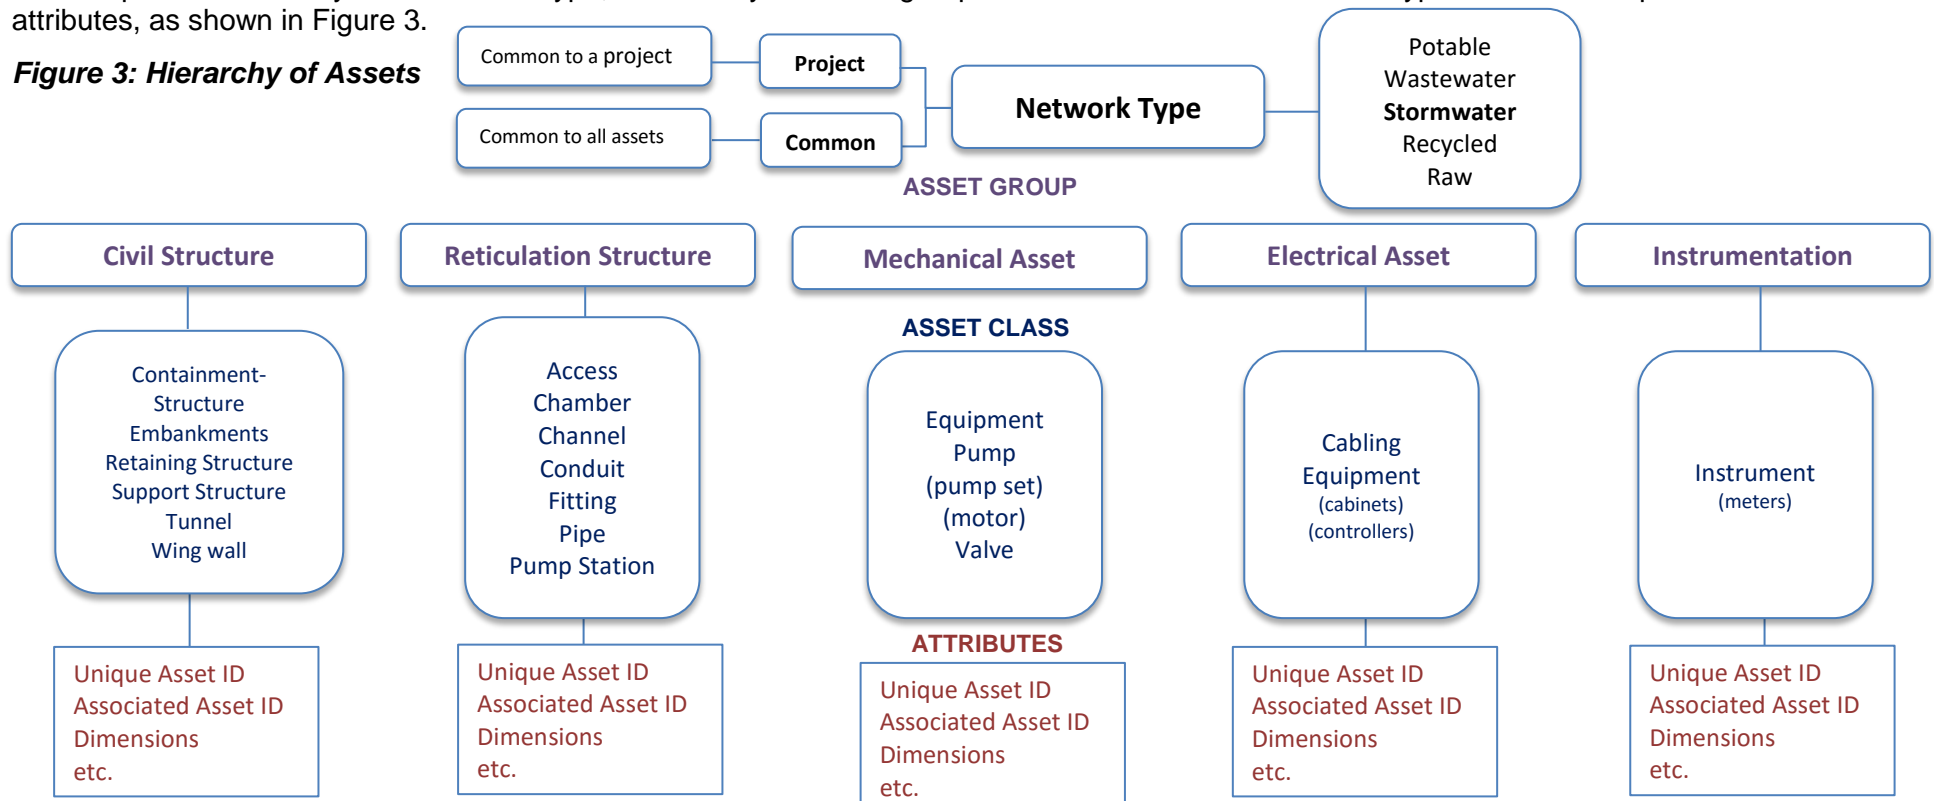 attributes, as shown in Figure 3.
Figure 3: Hierarchy of Assets
Common to a project
Project
Common to all assets
Common
Network Type
Potable
Wastewater
Stormwater
Recycled
Raw
ASSET GROUP
Civil Structure
Reticulation Structure
Mechanical Asset
Electrical Asset
Instrumentation
ASSET CLASS
Containment-
Structure
Embankments
Retaining Structure
Support Structure
Tunnel
Wing wall
Access
Chamber
Channel
Conduit
Fitting
Pipe
Pump Station
Equipment
Pump
(pump set)
(motor)
Valve
Cabling
Equipment
(cabinets)
(controllers)
Instrument
(meters)
ATTRIBUTES
Unique Asset ID
Associated Asset ID
Dimensions
etc.
Unique Asset ID
Associated Asset ID
Dimensions
etc.
Unique Asset ID
Associated Asset ID
Dimensions
etc.
Unique Asset ID
Associated Asset ID
Dimensions
etc.
Unique Asset ID
Associated Asset ID
Dimensions
etc.